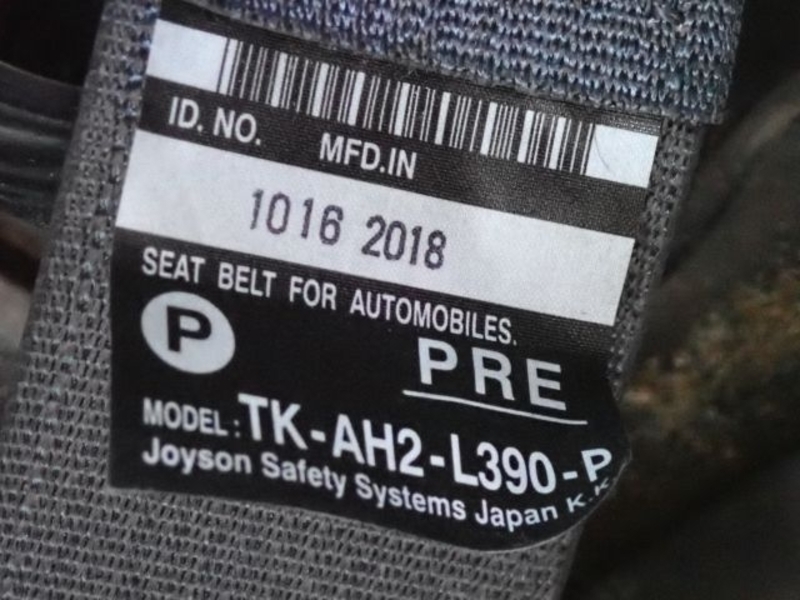 ID. NO. MFD.IN
1016 2018
SEAT BELT FOR AUTOMOBILES.
P
PRE
MODEL: TK-AH2-L390-P
Joyson Safety Systems Japan K.K